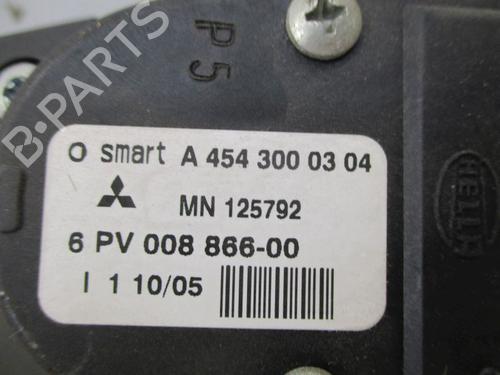 P 5
B-PARTS
smart A 454 300 03 04
MN 125792
6 PV 008 866-00
I 1 10/05
HELLA